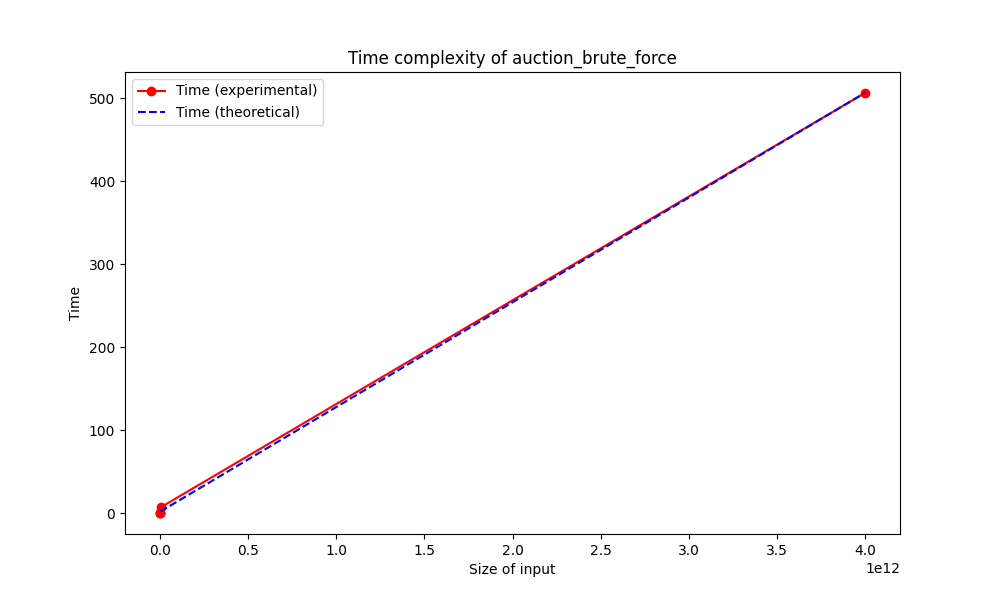 Time complexity of auction_brute_force
Time (experimental)
Time (theoretical)
500
400
300
200
100
0
Time
0.0 0.5 1.0 1.5 2.0 2.5 3.0 3.5 4.0
1e12
Size of input